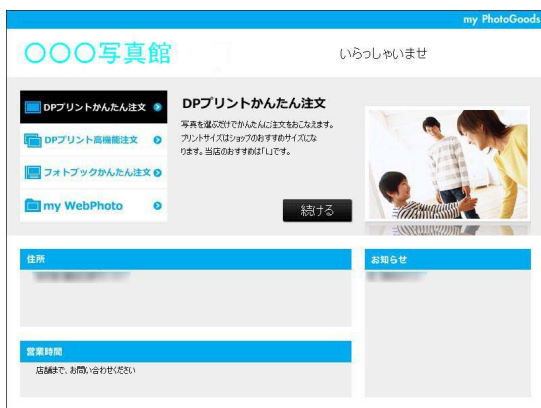 my PhotoGoods
〇〇〇写真館
いらっしゃいませ
DPプリントかんたん注文
DPプリント高機能注文
フォトブックかんたん注文
my WebPhoto
DPプリントかんたん注文
写真を選ぶだけでかんたんに注文をおこなえます。
プリントサイズはショップのおすすめサイズにな
ります。当店のおすすめは「L」です。
続ける
住所
お知らせ
営業時間
店舗まで、お問い合わせください